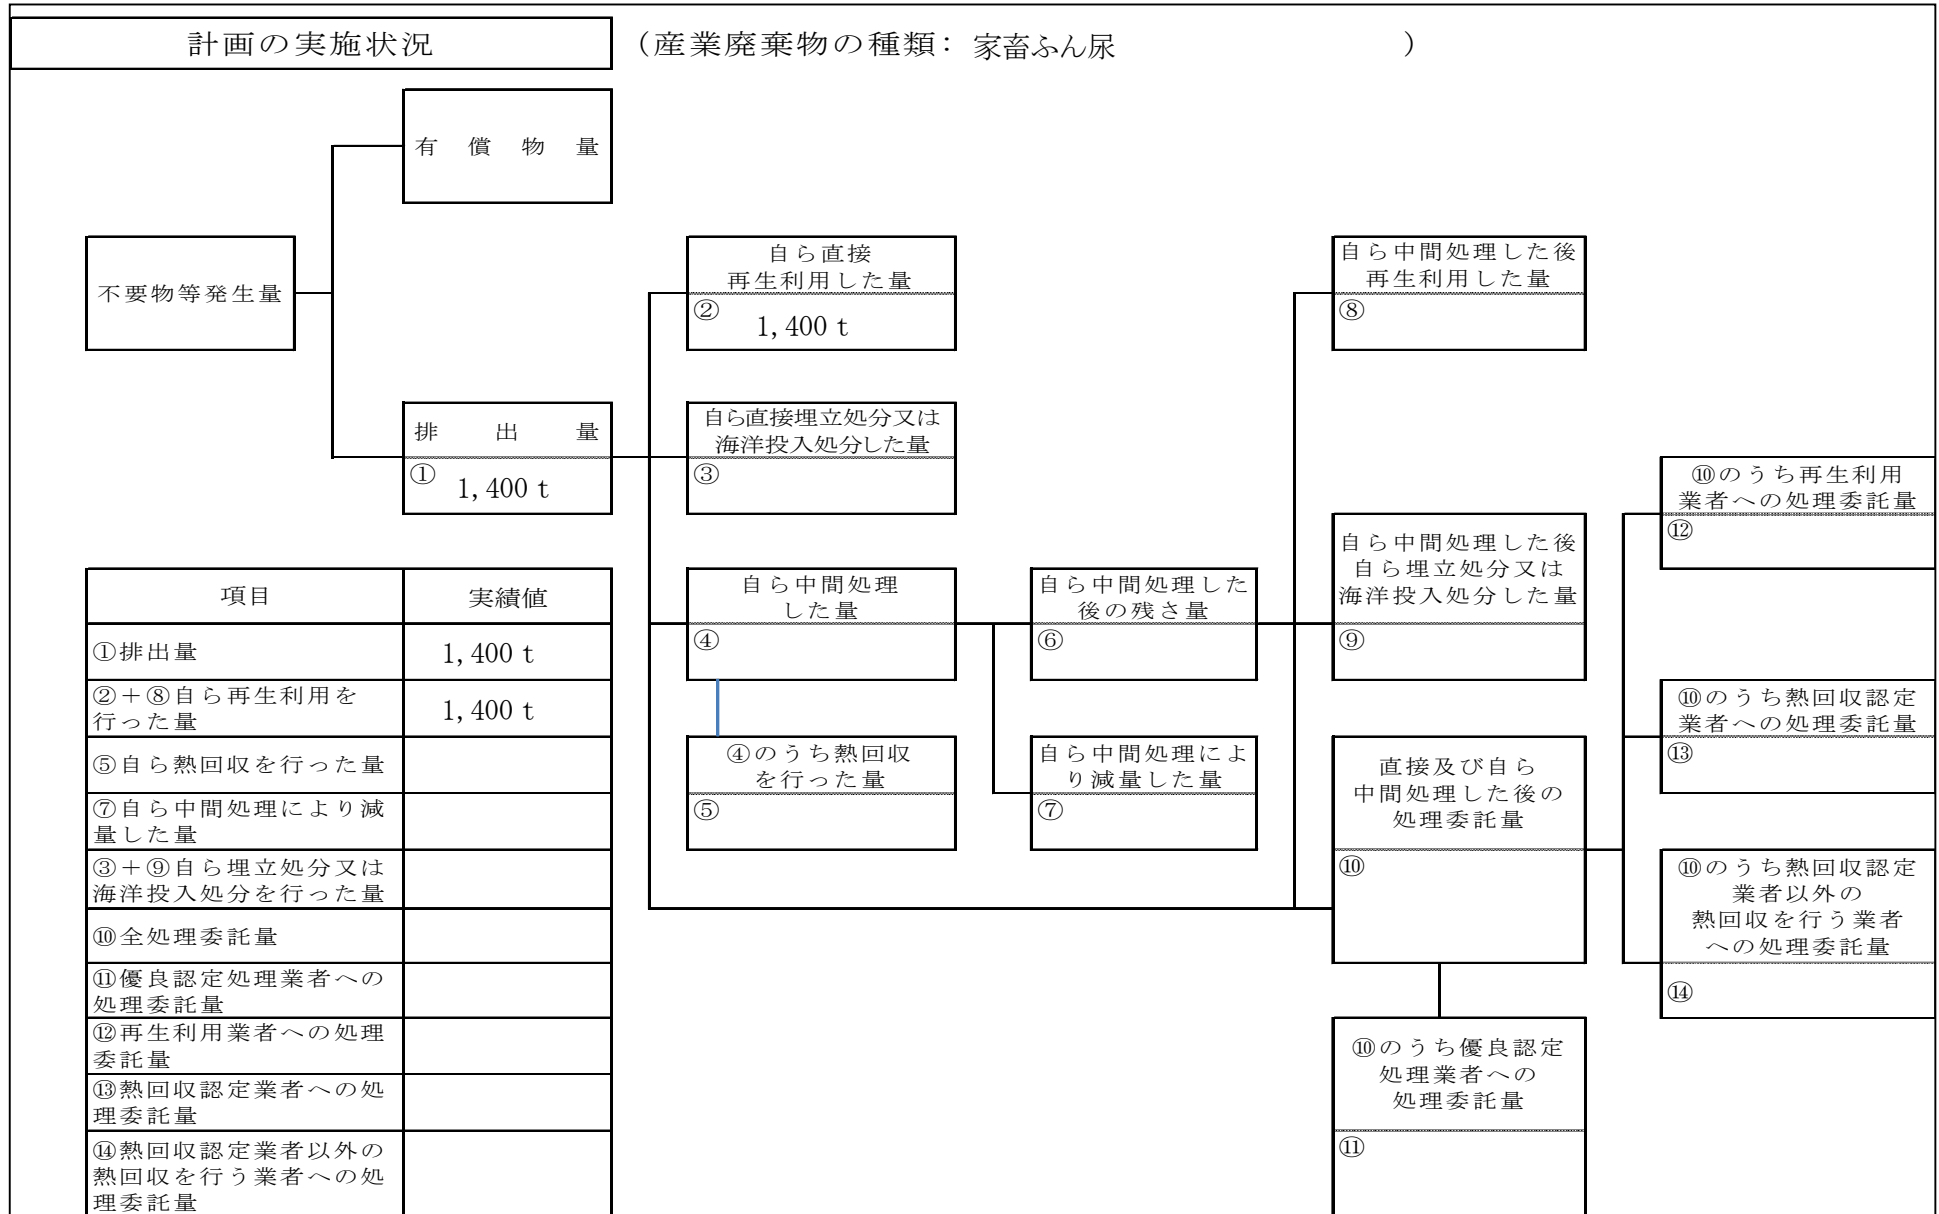 計画の実施状況
（産業廃棄物の種類： 家畜ふん尿 ）
有償物量
不要物等発生量
排出量
① 1,400 t
自ら直接
再生利用した量
② 1,400 t
自ら直接埋立処分又は
海洋投入処分した量
③
自ら中間処理
した量
④
④のうち熱回収
を行った量
⑤
自ら中間処理した
後の残さ量
⑥
自ら中間処理によ
り減量した量
⑦
自ら中間処理した後
再生利用した量
⑧
自ら中間処理した後
自ら埋立処分又は
海洋投入処分した量
⑨
直接及び自ら
中間処理した後の
処理委託量
⑩
⑩のうち優良認定
処理業者への
処理委託量
⑪
⑩のうち再生利用
業者への処理委託量
⑫
⑩のうち熱回収認定
業者への処理委託量
⑬
⑩のうち熱回収認定
業者以外の
熱回収を行う業者
への処理委託量
⑭
項目 実績値
①排出量 1,400 t
②＋⑧自ら再生利用を
行った量 1,400 t
⑤自ら熱回収を行った量
⑦自ら中間処理により減
量した量
③＋⑨自ら埋立処分又は
海洋投入処分を行った量
⑩全処理委託量
⑪優良認定処理業者への
処理委託量
⑫再生利用業者への処理
委託量
⑬熱回収認定業者への処
理委託量
⑭熱回収認定業者以外の
熱回収を行う業者への処
理委託量